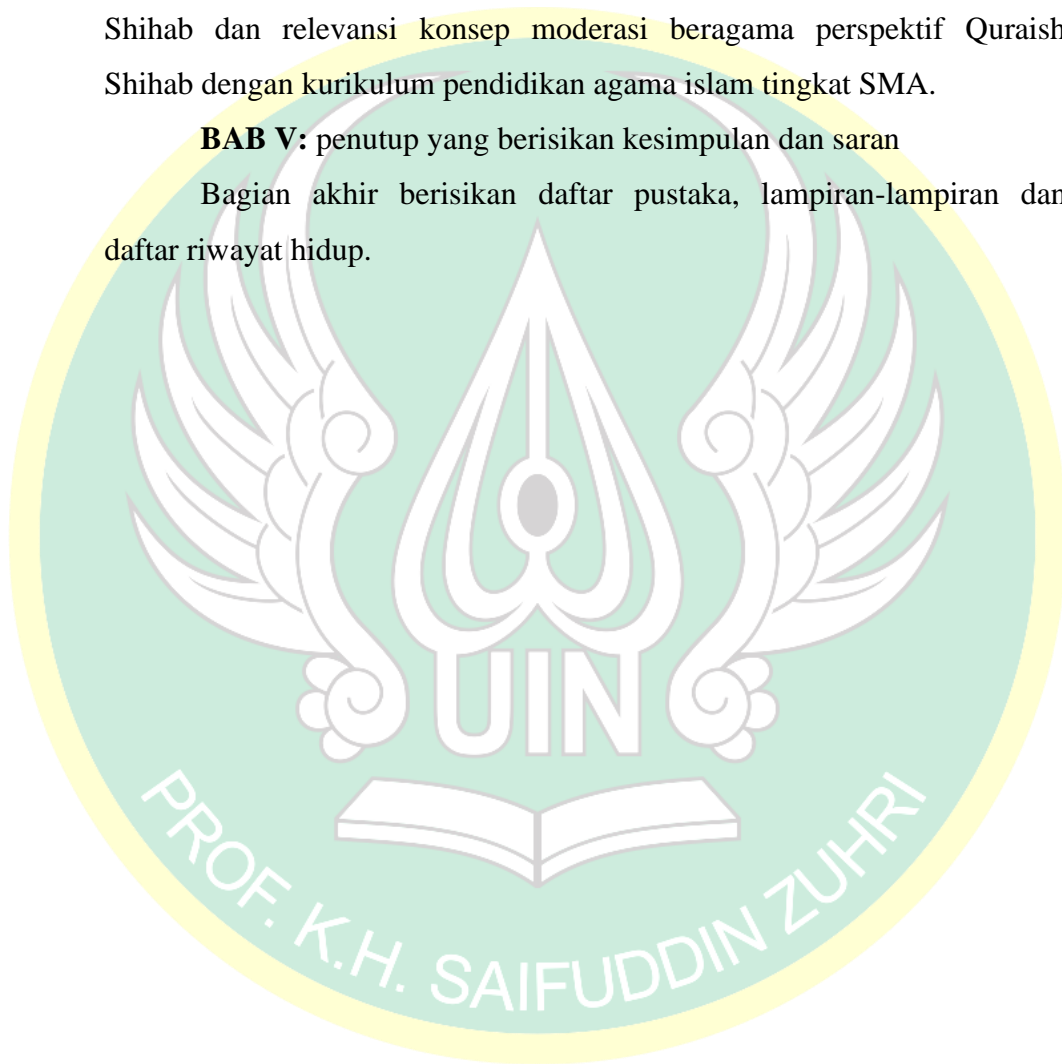 Shihab dan relevansi konsep moderasi beragama perspektif Quraish
Shihab dengan kurikulum pendidikan agama islam tingkat SMA.
BAB V: penutup yang berisikan kesimpulan dan saran
Bagian akhir berisikan daftar pustaka, lampiran-lampiran dan
daftar riwayat hidup.
UIN
PROF. K.H. SAIFUDDIN ZUHRI